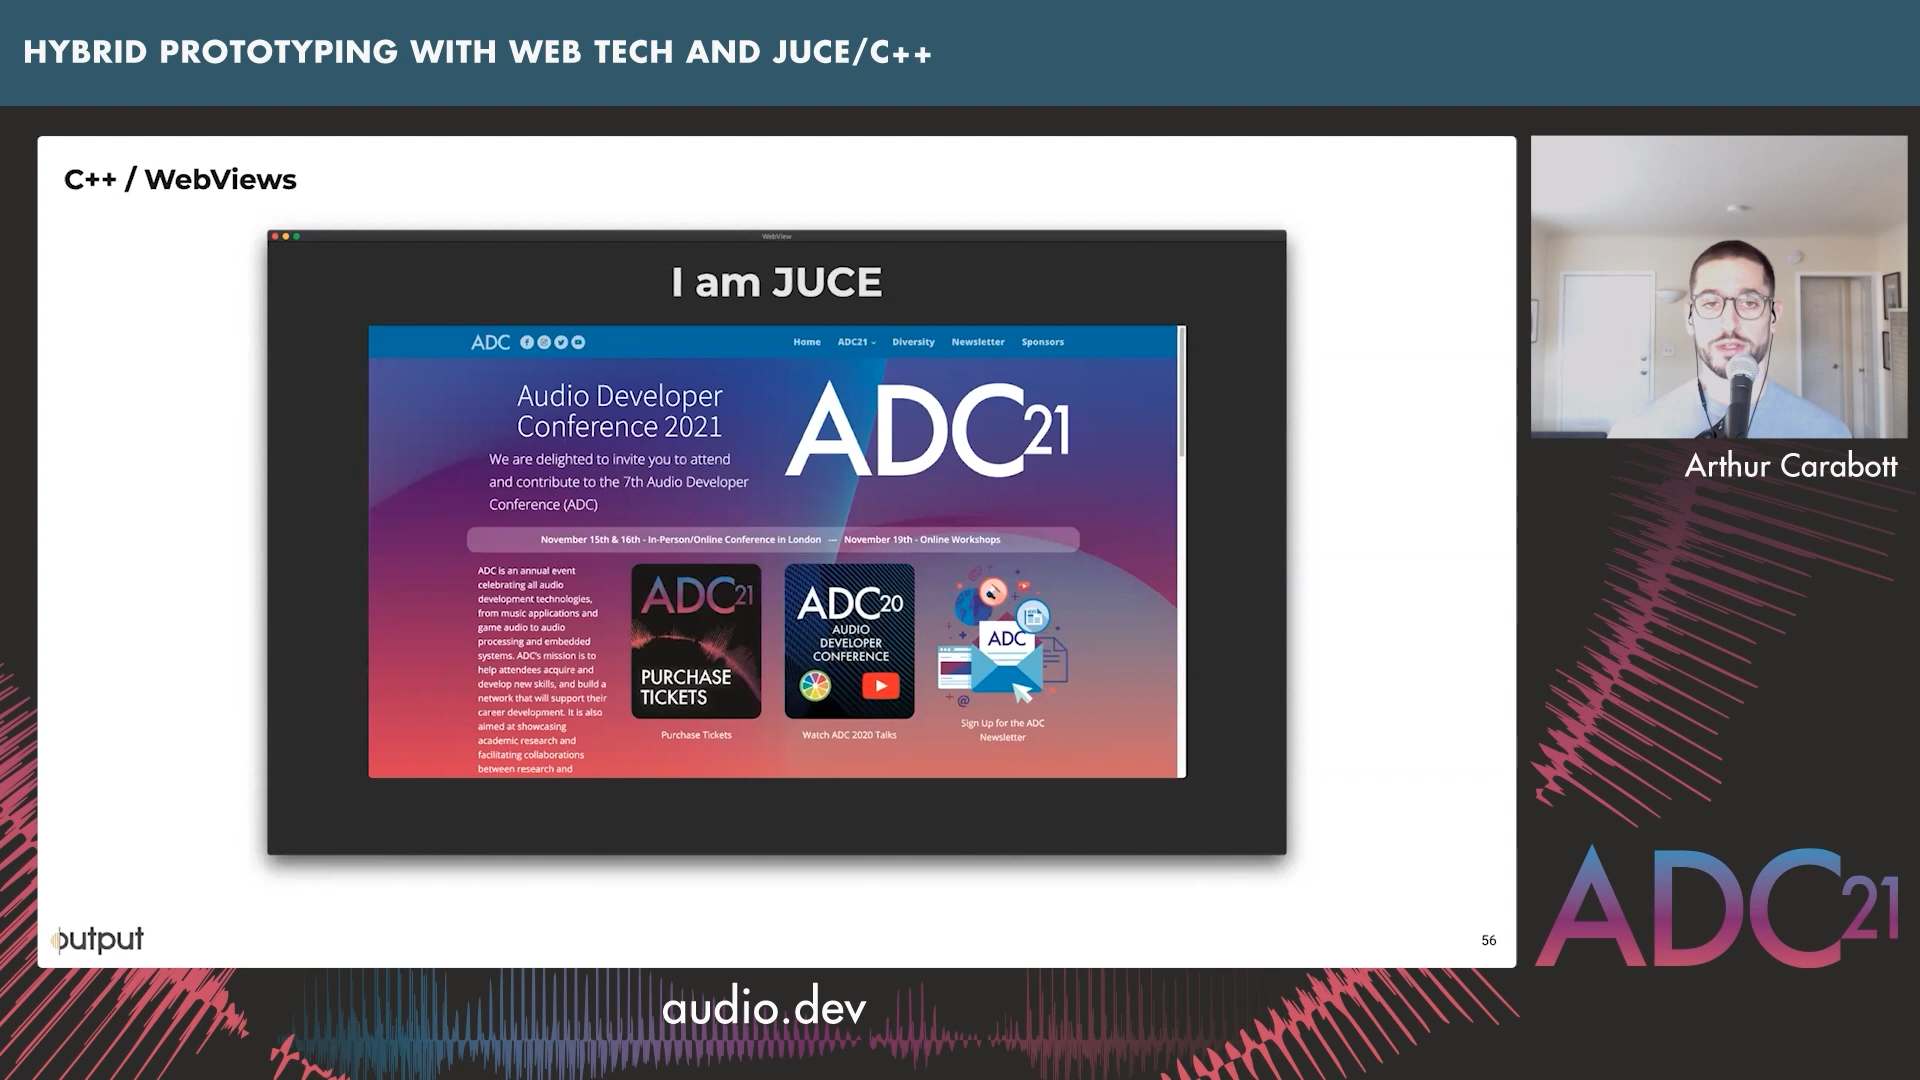 HYBRID PROTOTYPING WITH WEB TECH AND JUCE/C++
C++ / WebViews
WebView
I am JUCE
ADC
Home ADC21 Diversity Newsletter Sponsors
Audio Developer
Conference 2021
We are delighted to invite you to attend
and contribute to the 7th Audio Developer
Conference (ADC)
ADC21
November 15th & 16th - In-Person/Online Conference in London --- November 19th - Online Workshops
ADC is an annual event
celebrating all audio
development technologies,
from music applications and
game audio to audio
processing and embedded
systems. ADC's mission is to
help attendees acquire and
develop new skills, and build a
network that will support their
career development. It is also
aimed at showcasing
academic research and
facilitating collaborations
between research and
ADC21
PURCHASE
TICKETS
Purchase Tickets
ADC20
AUDIO
DEVELOPER
CONFERENCE
Watch ADC 2020 Talks
ADC
@
Sign Up for the ADC
Newsletter
output
56
Arthur Carabott
ADC21
audio.dev